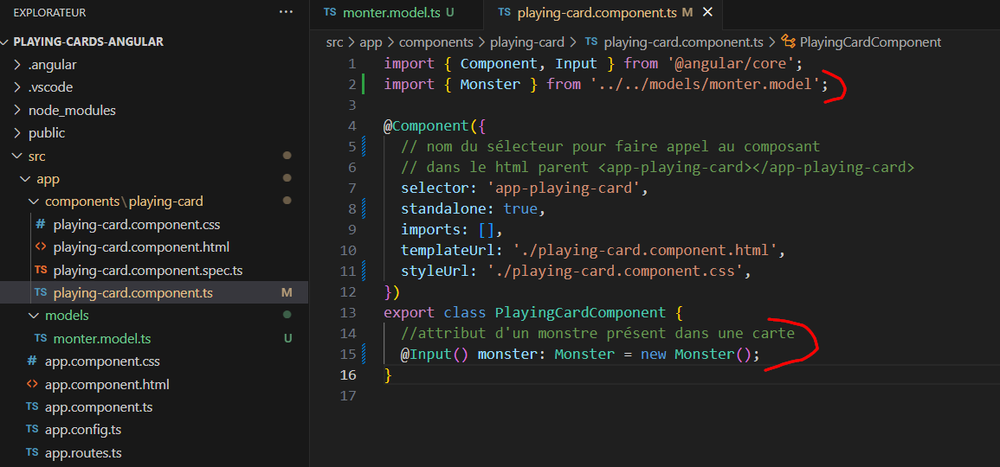 EXPLORATEUR ...
PLAYING-CARDS-ANGULAR
.angular
.vscode
node_modules
public
src
app
components\playing-card
# playing-card.component.css
<> playing-card.component.html
TS playing-card.component.spec.ts
TS playing-card.component.ts M
models
TS monter.model.ts U
# app.component.css
<> app.component.html
TS app.component.ts
TS app.config.ts
TS app.routes.ts
TS monter.model.ts U
TS playing-card.component.ts M ×
src > app > components > playing-card > TS playing-card.component.ts > PlayingCardComponent
1 import { Component, Input } from '@angular/core';
2 import { Monster } from '../../models/monter.model';
3
4 @Component({
5 // nom du sélecteur pour faire appel au composant
6 // dans le html parent <app-playing-card></app-playing-card>
7 selector: 'app-playing-card',
8 standalone: true,
9 imports: [],
10 templateUrl: './playing-card.component.html',
11 styleUrl: './playing-card.component.css',
12 })
13 export class PlayingCardComponent {
14 //attribut d'un monstre présent dans une carte
15 @Input() monster: Monster = new Monster();
16 }
17